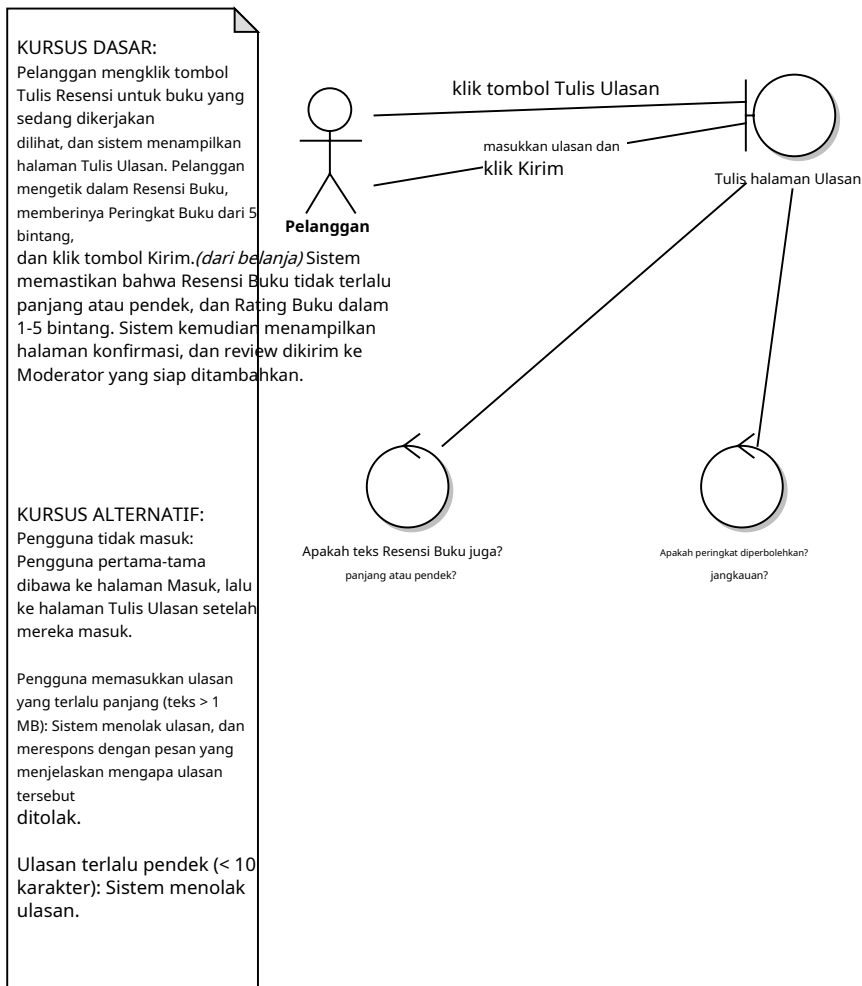 KURSUS DASAR:
Pelanggan mengklik tombol
Tulis Resensi untuk buku yang
sedang dikerjakan
dilihat, dan sistem menampilkan
halaman Tulis Ulasan. Pelanggan
mengetik dalam Resensi Buku,
memberinya Peringkat Buku dari 5
bintang,
dan klik tombol Kirim.(dari belanja) Sistem
memastikan bahwa Resensi Buku tidak terlalu
panjang atau pendek, dan Rating Buku dalam
1-5 bintang. Sistem kemudian menampilkan
halaman konfirmasi, dan review dikirim ke
Moderator yang siap ditambahkan.
KURSUS ALTERNATIF:
Pengguna tidak masuk:
Pengguna pertama-tama
dibawa ke halaman Masuk, lalu
ke halaman Tulis Ulasan setelah
mereka masuk.
Pengguna memasukkan ulasan
yang terlalu panjang (teks > 1
MB): Sistem menolak ulasan, dan
merespons dengan pesan yang
menjelaskan mengapa ulasan
tersebut
ditolak.
Ulasan terlalu pendek (< 10
karakter): Sistem menolak
ulasan.
klik tombol Tulis Ulasan
masukkan ulasan dan
klik Kirim
Pelanggan
Tulis halaman Ulasan
Apakah teks Resensi Buku juga?
panjang atau pendek?
Apakah peringkat diperbolehkan?
jangkauan?